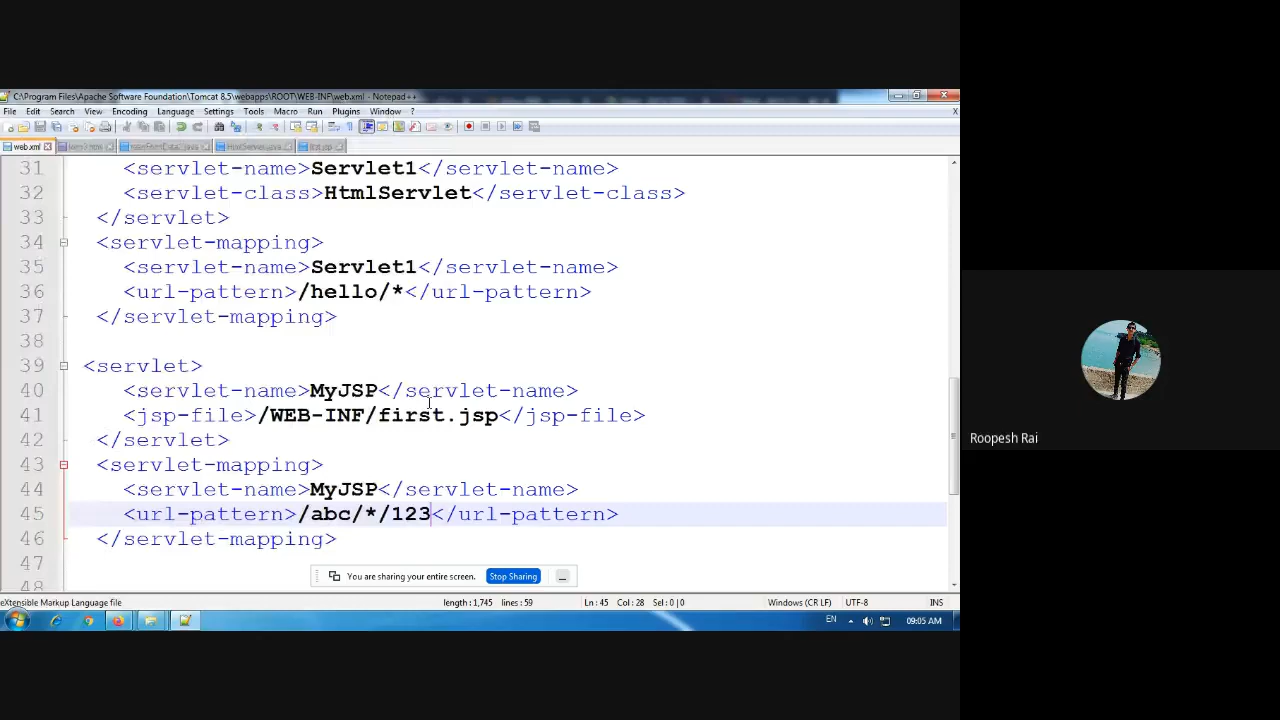 C:\Program Files\Apache Software Foundation\Tomcat 8.5\webapps\ROOT\WEB-INF\web.xml - Notepad++
File Edit Search View Encoding Language Settings Tools Macro Run Plugins Window ? X
web.xml
31 <servlet-name>Servlet1</servlet-name>
32 <servlet-class>HtmlServlet</servlet-class>
33 </servlet>
34 <servlet-mapping>
35 <servlet-name>Servlet1</servlet-name>
36 <url-pattern>/hello/*</url-pattern>
37 </servlet-mapping>
38
39 <servlet>
40 <servlet-name>MyJSP</servlet-name>
41 <jsp-file>/WEB-INF/first.jsp</jsp-file>
42 </servlet>
43 <servlet-mapping>
44 <servlet-name>MyJSP</servlet-name>
45 <url-pattern>/abc/*/123</url-pattern>
46 </servlet-mapping>
47
48
You are sharing your entire screen. Stop Sharing
eXtensible Markup Language file length : 1,745 lines : 59 Ln : 45 Col : 28 Sel : 0 | 0 Windows (CR LF) UTF-8 INS
EN 09:05 AM
Roopesh Rai